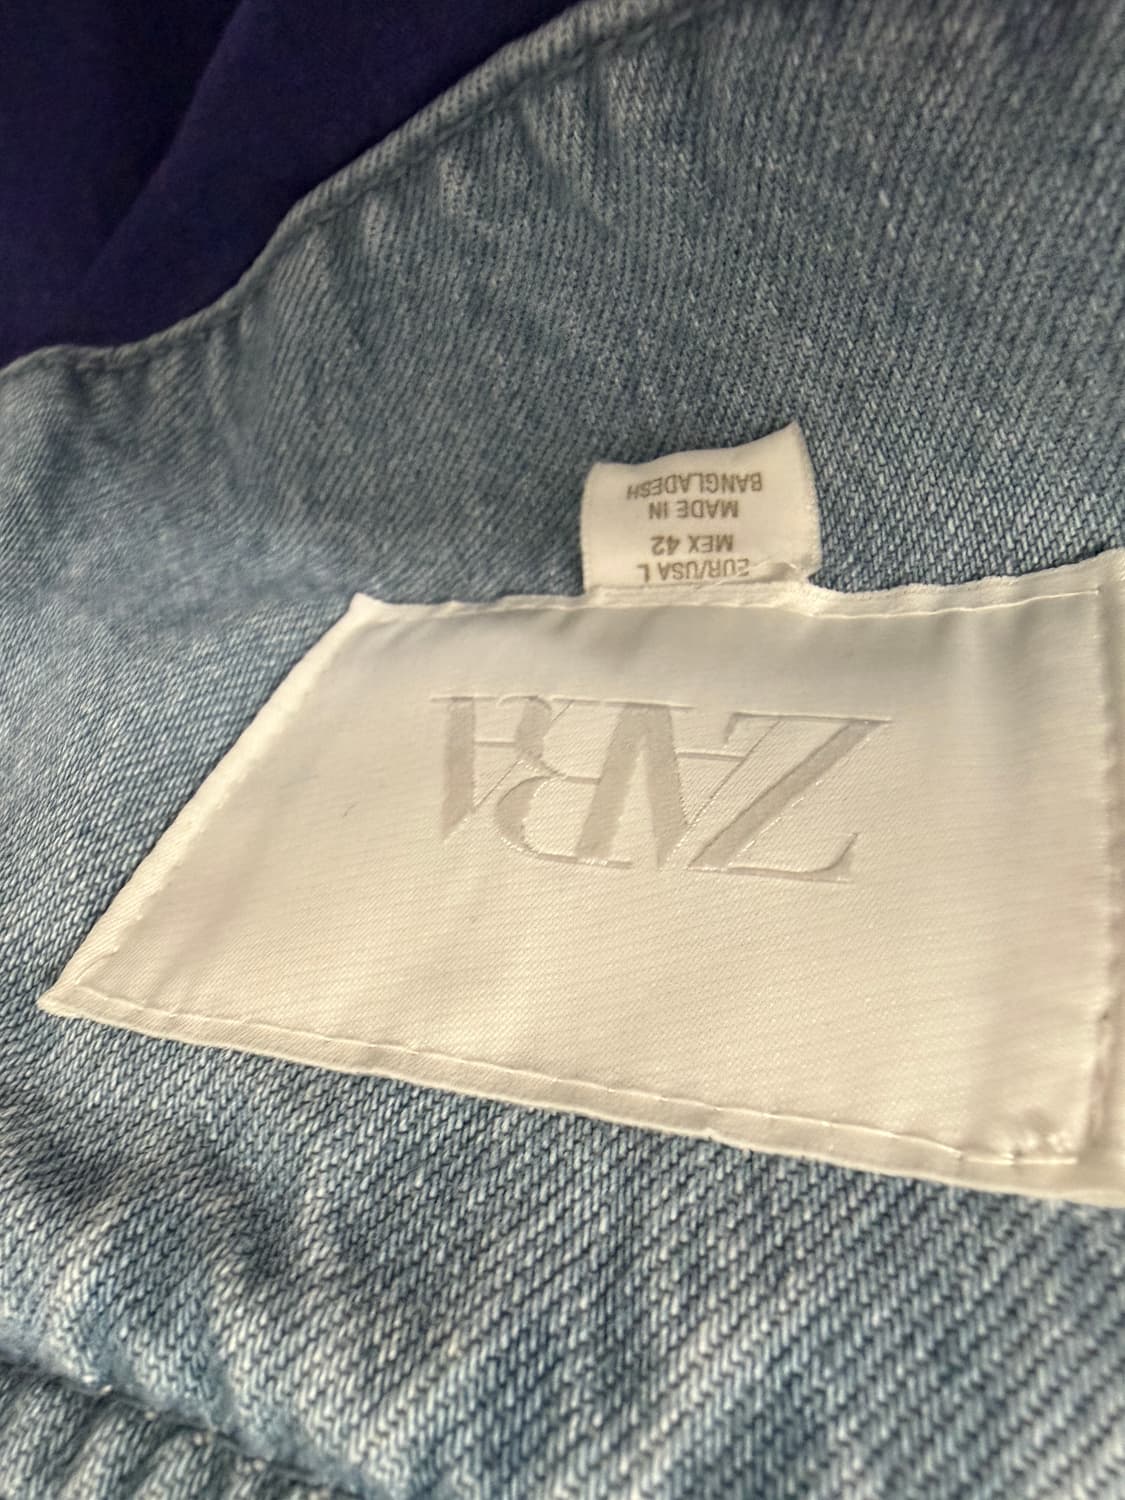 ZARA
EUR/USA L
MEX 42
MADE IN
BANGLADESH